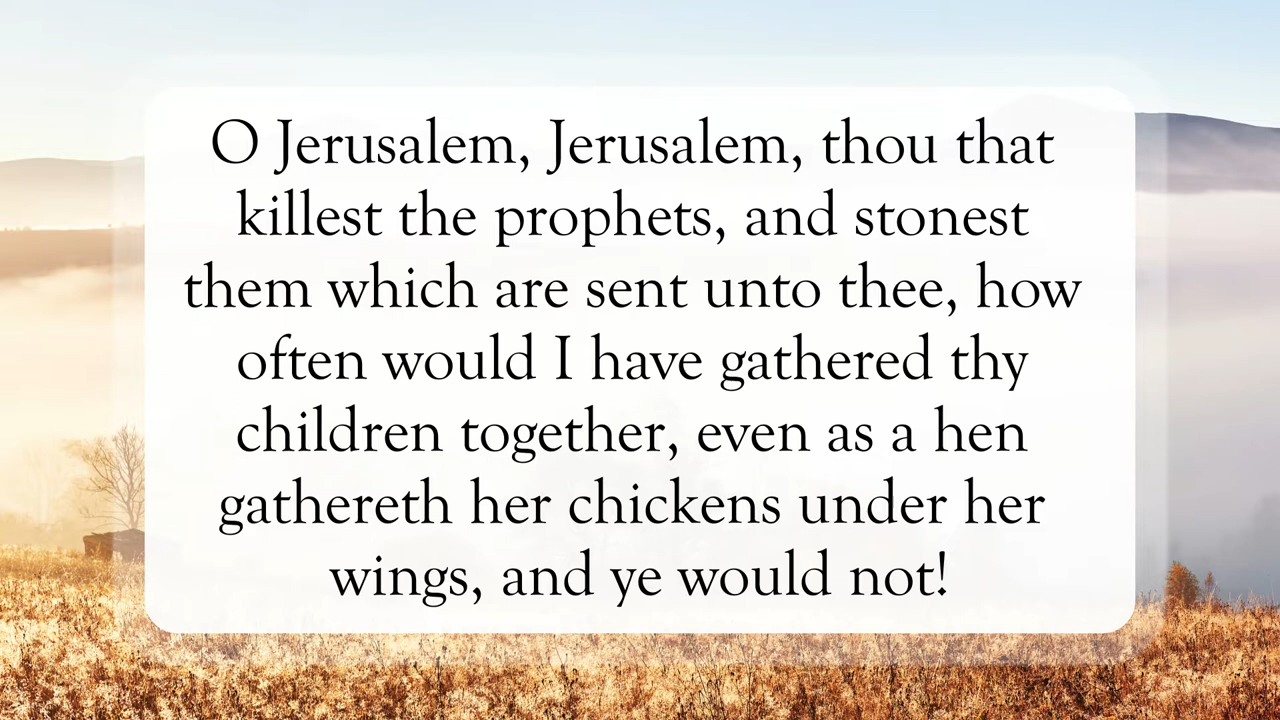 O Jerusalem, Jerusalem, thou that
killest the prophets, and stonest
them which are sent unto thee, how
often would I have gathered thy
children together, even as a hen
gathereth her chickens under her
wings, and ye would not!